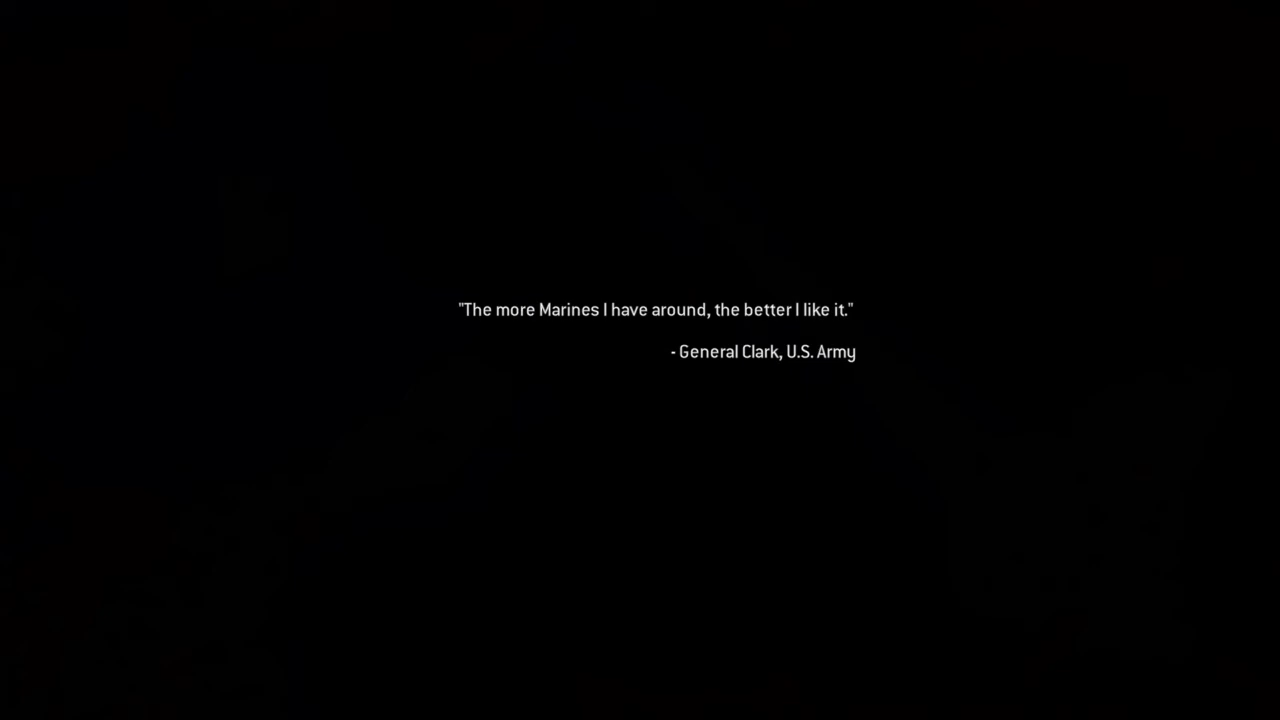 "The more Marines I have around, the better I like it."
- General Clark, U.S. Army